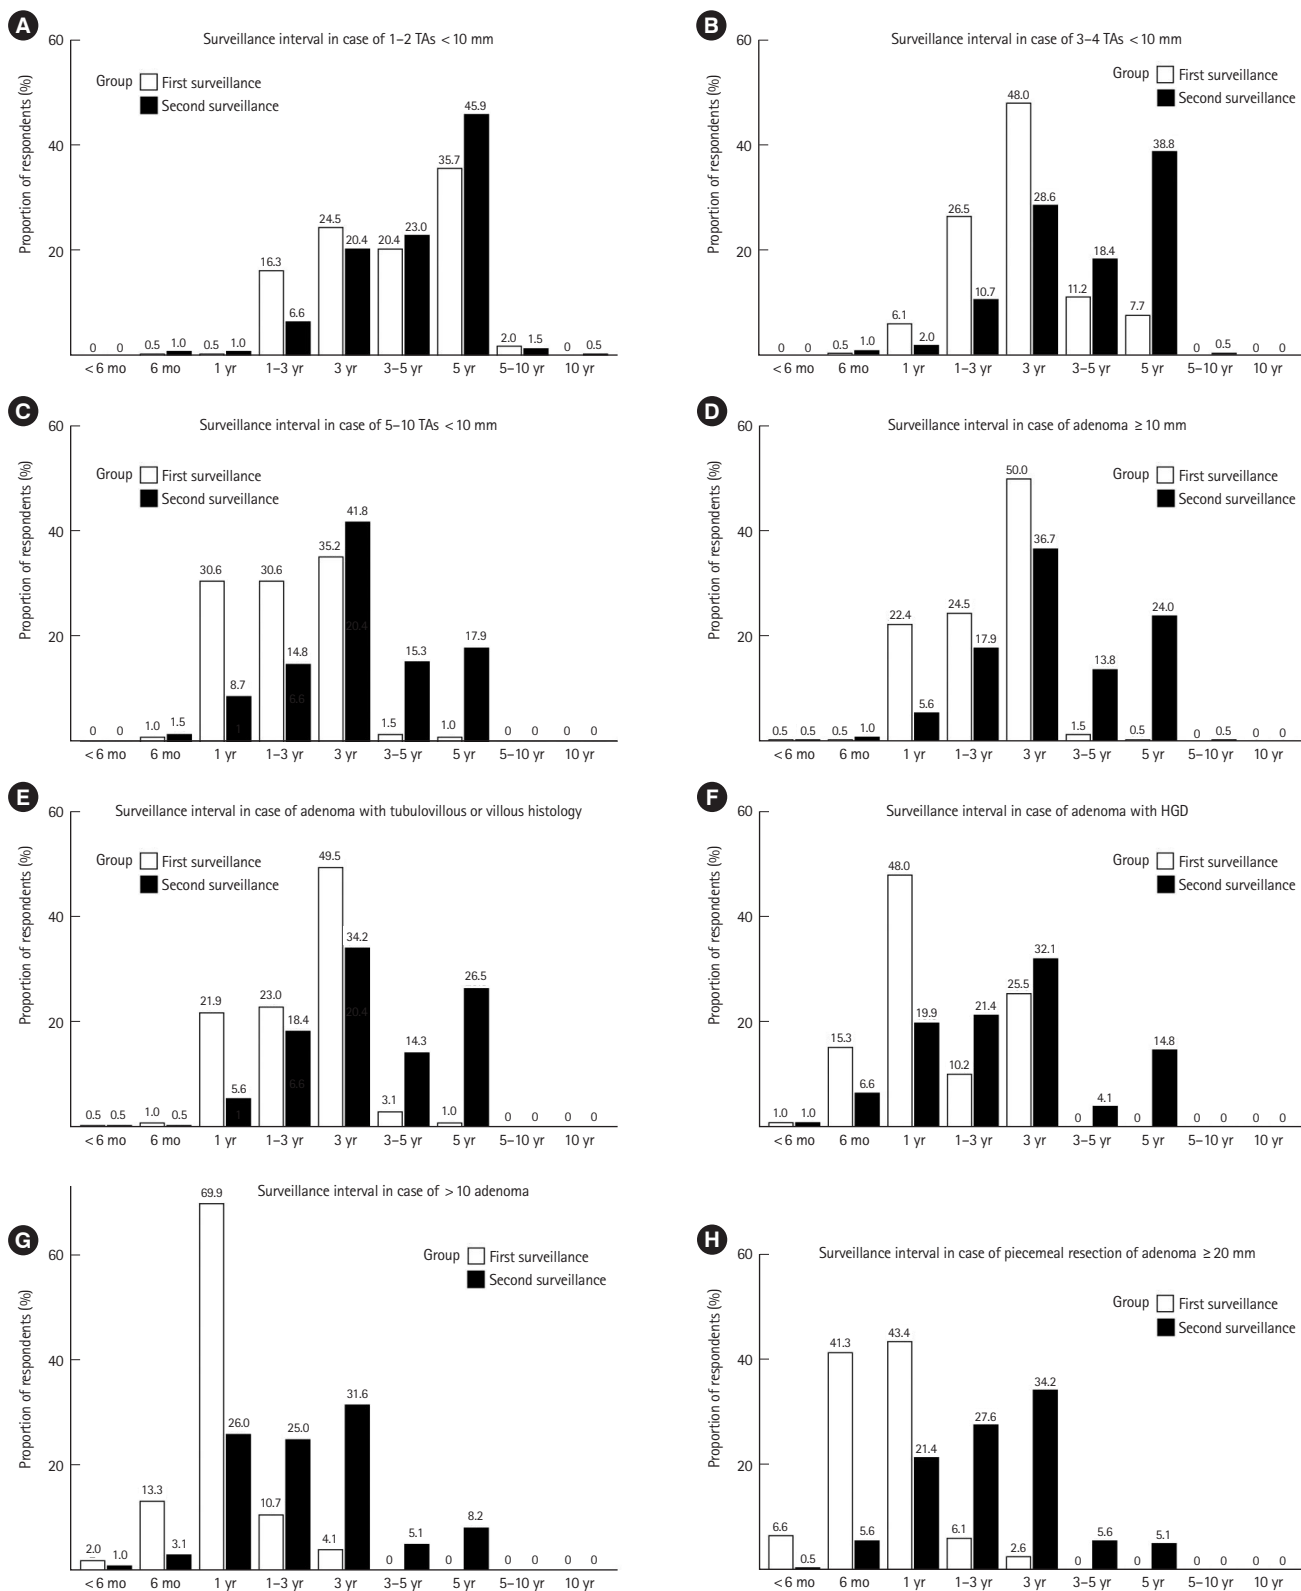 A
Surveillance interval in case of 1–2 TAs < 10 mm
Group
First surveillance
Second surveillance
Proportion of respondents (%)
60
40
20
0 0 0.5 1.0 0.5 1.0 16.3 6.6 24.5 20.4 20.4 23.0 35.7 45.9 2.0 1.5 0 0.5
< 6 mo 6 mo 1 yr 1–3 yr 3 yr 3–5 yr 5 yr 5–10 yr 10 yr
B
Surveillance interval in case of 3–4 TAs < 10 mm
Group
First surveillance
Second surveillance
Proportion of respondents (%)
60
40
20
0 0 0.5 1.0 6.1 2.0 26.5 10.7 48.0 28.6 11.2 18.4 7.7 38.8 0 0.5 0 0
< 6 mo 6 mo 1 yr 1–3 yr 3 yr 3–5 yr 5 yr 5–10 yr 10 yr
C
Surveillance interval in case of 5–10 TAs < 10 mm
Group
First surveillance
Second surveillance
Proportion of respondents (%)
60
40
20
0 0 1.0 1.5 30.6 8.7 30.6 14.8 35.2 41.8 1.5 15.3 1.0 17.9 0 0 0 0
1 6.6 20.4
< 6 mo 6 mo 1 yr 1–3 yr 3 yr 3–5 yr 5 yr 5–10 yr 10 yr
D
Surveillance interval in case of adenoma ≥ 10 mm
Group
First surveillance
Second surveillance
Proportion of respondents (%)
60
40
20
0.5 0.5 0.5 1.0 22.4 5.6 24.5 17.9 50.0 36.7 1.5 13.8 0.5 24.0 0 0.5 0 0
< 6 mo 6 mo 1 yr 1–3 yr 3 yr 3–5 yr 5 yr 5–10 yr 10 yr
E
Surveillance interval in case of adenoma with tubulovillous or villous histology
Group
First surveillance
Second surveillance
Proportion of respondents (%)
60
40
20
0.5 0.5 1.0 0.5 21.9 5.6 23.0 18.4 49.5 34.2 3.1 14.3 1.0 26.5 0 0 0 0
1 6.6 20.4
< 6 mo 6 mo 1 yr 1–3 yr 3 yr 3–5 yr 5 yr 5–10 yr 10 yr
F
Surveillance interval in case of adenoma with HGD
Group
First surveillance
Second surveillance
Proportion of respondents (%)
60
40
20
1.0 1.0 15.3 6.6 48.0 19.9 10.2 21.4 25.5 32.1 0 4.1 0 14.8 0 0 0 0
< 6 mo 6 mo 1 yr 1–3 yr 3 yr 3–5 yr 5 yr 5–10 yr 10 yr
G
Surveillance interval in case of > 10 adenoma
Group
First surveillance
Second surveillance
Proportion of respondents (%)
60
40
20
2.0 1.0 13.3 3.1 69.9 26.0 10.7 25.0 4.1 31.6 0 5.1 0 8.2 0 0 0 0
< 6 mo 6 mo 1 yr 1–3 yr 3 yr 3–5 yr 5 yr 5–10 yr 10 yr
H
Surveillance interval in case of piecemeal resection of adenoma ≥ 20 mm
Group
First surveillance
Second surveillance
Proportion of respondents (%)
60
40
20
6.6 0.5 41.3 5.6 43.4 21.4 6.1 27.6 2.6 34.2 0 5.6 0 5.1 0 0 0 0
< 6 mo 6 mo 1 yr 1–3 yr 3 yr 3–5 yr 5 yr 5–10 yr 10 yr